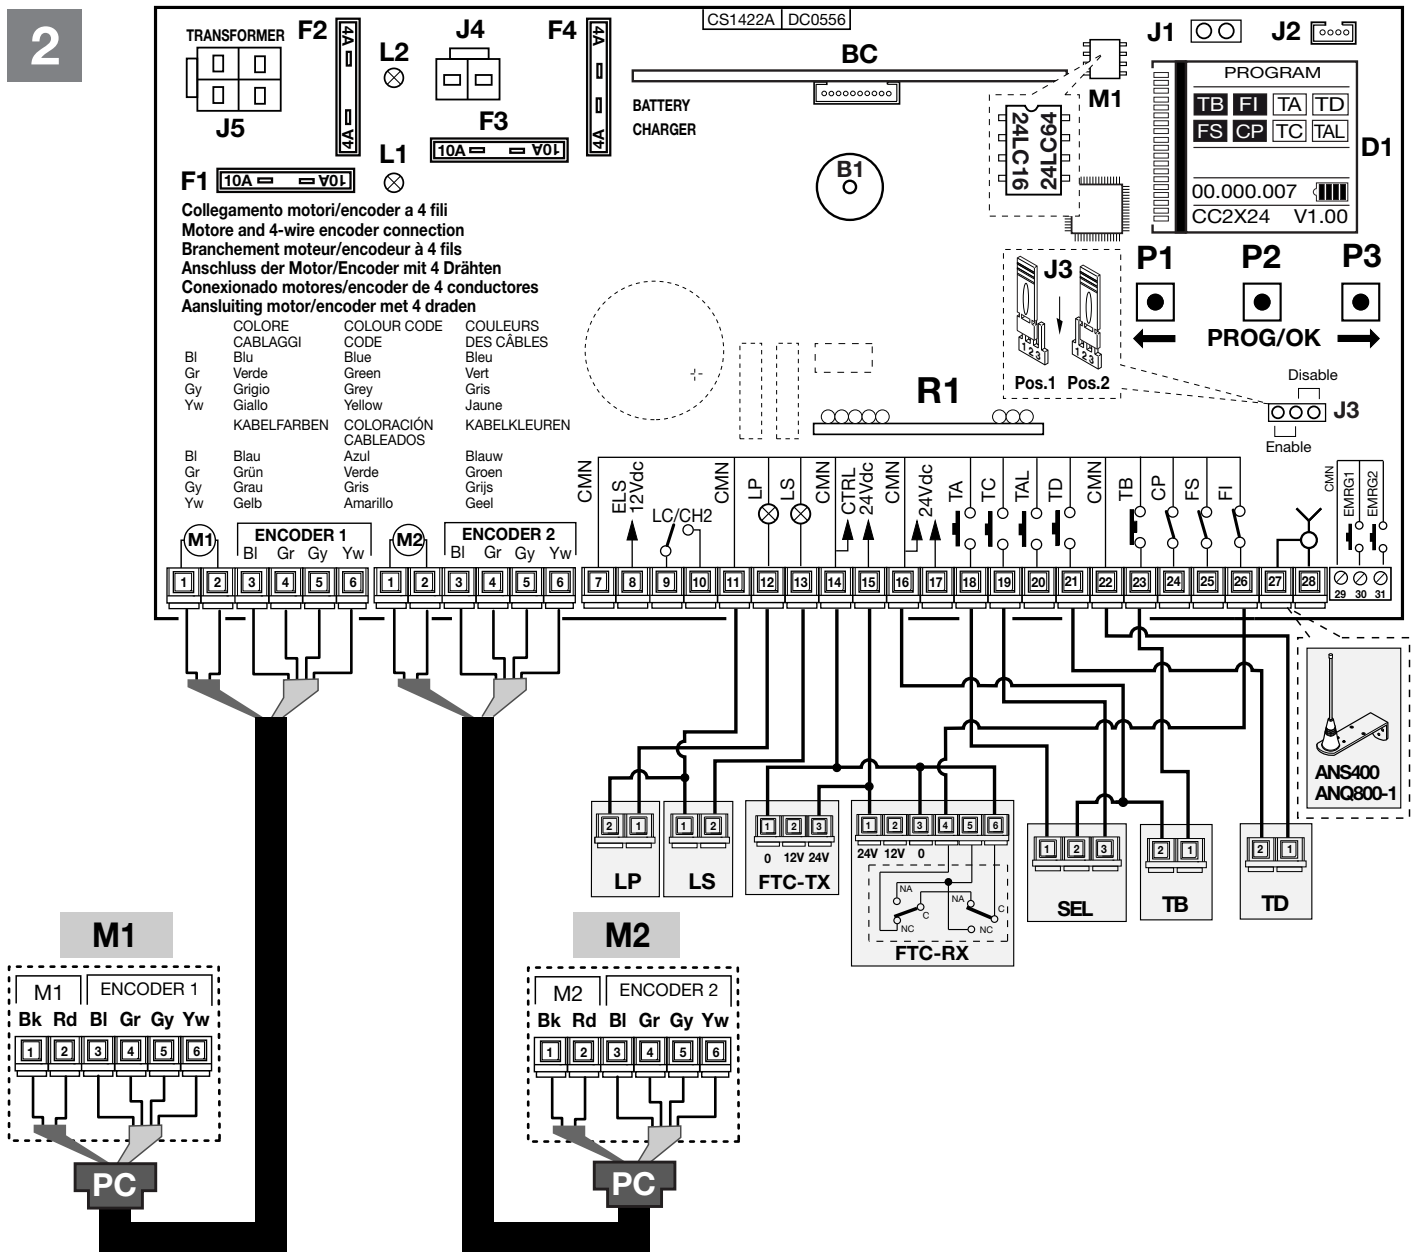 2
CS1422A DC0556
TRANSFORMER
J5
F2
4A
4A
L2
J4
F4
4A
4A
F3
10A 10A
L1
F1
10A 10A
BC
BATTERY
CHARGER
B1
M1
24LC16
24LC64
J1
J2
PROGRAM
TB FI TA TD
FS CP TC TAL
00.000.007
CC2X24 V1.00
D1
P1 P2 P3
PROG/OK
J3
1 2 3
1 2 3
Pos.1 Pos.2
Disable
J3
Enable
R1
Collegamento motori/encoder a 4 fili
Motore and 4-wire encoder connection
Branchement moteur/encodeur à 4 fils
Anschluss der Motor/Encoder mit 4 Drähten
Conexionado motores/encoder de 4 conductores
Aansluiting motor/encoder met 4 draden
COLORE COLOUR CODE COULEURS
CABLAGGI CODE DES CÂBLES
Bl Blu Blue Bleu
Gr Verde Green Vert
Gy Grigio Grey Gris
Yw Giallo Yellow Jaune
KABELFARBEN COLORACIÓN KABELKLEUREN
CABLEADOS
Bl Blau Azul Blauw
Gr Grün Verde Groen
Gy Grau Gris Grijs
Yw Gelb Amarillo Geel
M1
ENCODER 1
Bl Gr Gy Yw
M2
ENCODER 2
Bl Gr Gy Yw
CMN
ELS
12Vdc
LC/CH2
CMN
LP
LS
CMN
CTRL
24Vdc
CMN
24Vdc
TA
TC
TAL
TD
CMN
TB
CP
FS
FI
CMN
EMRG1
EMRG2
1 2 3 4 5 6
1 2 3 4 5 6
7 8 9 10 11 12 13 14 15 16 17 18 19 20 21 22 23 24 25 26 27 28
29 30 31
ANS400
ANQ800-1
2 1
LP
1 2
LS
1 2 3
0 12V 24V
FTC-TX
1 2 3 4 5 6
24V 12V 0
NA
C
NC
NA
C
NC
FTC-RX
1 2 3
SEL
2 1
TB
2 1
TD
M1
M1 ENCODER 1
Bk Rd Bl Gr Gy Yw
1 2 3 4 5 6
PC
M2
M2 ENCODER 2
Bk Rd Bl Gr Gy Yw
1 2 3 4 5 6
PC